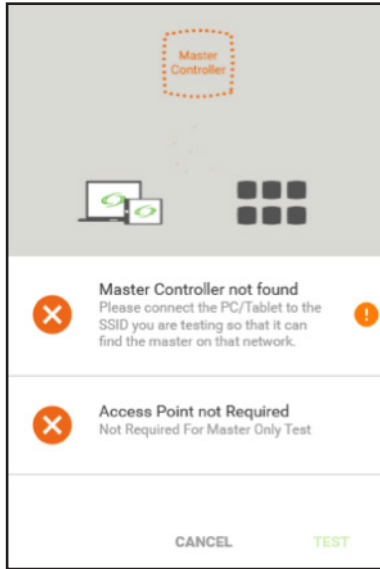 Master
Controller
Master Controller not found
Please connect the PC/Tablet to the
SSID you are testing so that it can
find the master on that network.
Access Point not Required
Not Required For Master Only Test
CANCEL TEST